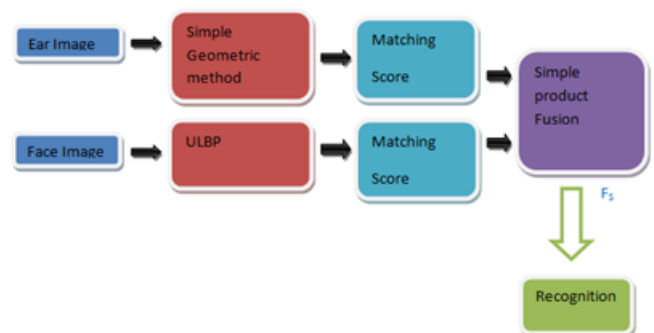 Ear Image
Simple
Geometric
method
Matching
Score
Simple
product
Fusion
Face Image
ULBP
Matching
Score
Fs
Recognition